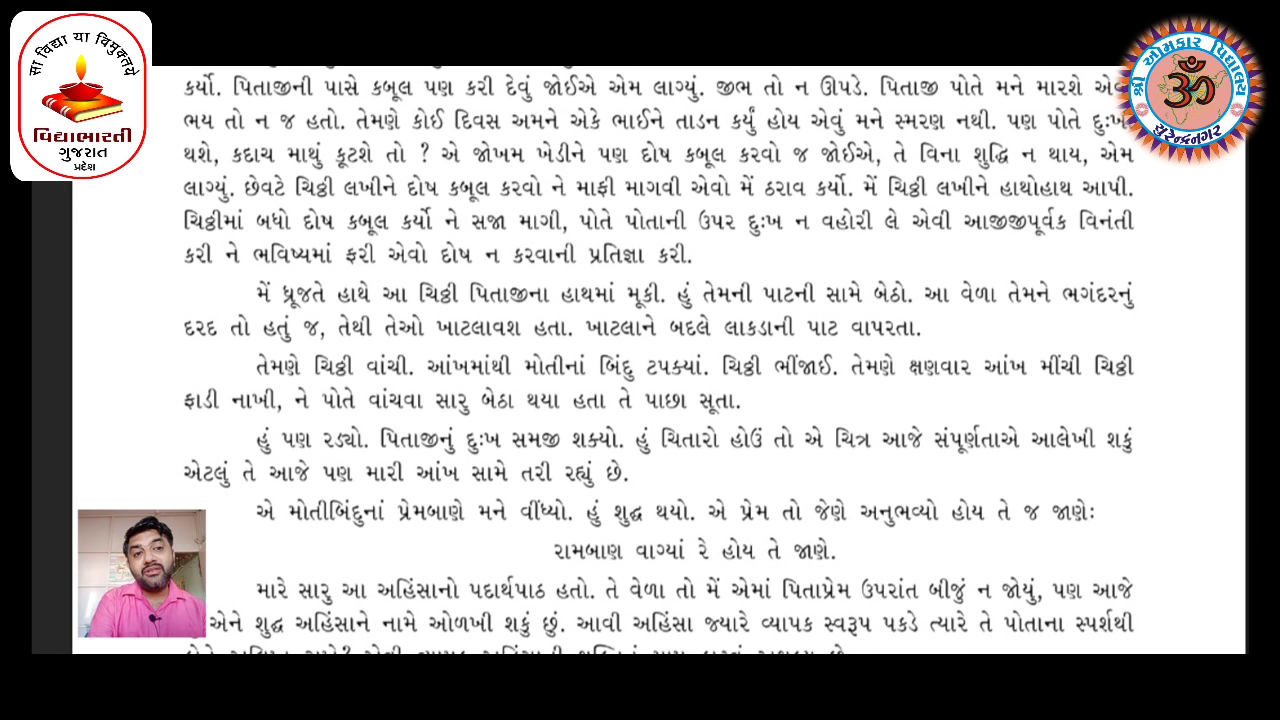 સા વિદ્યા યા વિમુક્તયે
વિદ્યાભારતી
ગુજરાત
પ્રદેશ
શ્રી ઓમકાર વિદ્યાલય
ૐ
સુરેન્દ્રનગર
કર્યો. પિતાજીની પાસે કબૂલ પણ કરી દેવું જોઈએ એમ લાગ્યું. જીભ તો ન ઊપડે. પિતાજી પોતે મને મારશે
ભય તો ન જ હતો. તેમણે કોઈ દિવસ અમને એકે ભાઈને તાડન કર્યું હોય એવું મને સ્મરણ નથી. પણ પોતે દુઃખ
થશે, કદાચ માથું કૂટશે તો ? એ જોખમ ખેડીને પણ દોષ કબૂલ કરવો જ જોઈએ, તે વિના શુદ્ધિ ન થાય, એમ
લાગ્યું. છેવટે ચિઠ્ઠી લખીને દોષ કબૂલ કરવો ને માફી માગવી એવો મેં ઠરાવ કર્યો. મેં ચિઠ્ઠી લખીને હાથોહાથ આપી.
ચિઠ્ઠીમાં બધો દોષ કબૂલ કર્યો ને સજા માગી, પોતે પોતાની ઉપર દુઃખ ન વહોરી લે એવી આજીજીપૂર્વક વિનંતી
કરી ને ભવિષ્યમાં ફરી એવો દોષ ન કરવાની પ્રતિજ્ઞા કરી.
મેં ધ્રૂજતે હાથે આ ચિઠ્ઠી પિતાજીના હાથમાં મૂકી. હું તેમની પાટની સામે બેઠો. આ વેળા તેમને ભગંદરનું
દરદ તો હતું જ, તેથી તેઓ ખાટલાવશ હતા. ખાટલાને બદલે લાકડાની પાટ વાપરતા.
તેમણે ચિઠ્ઠી વાંચી. આંખમાંથી મોતીનાં બિંદુ ટપક્યાં. ચિઠ્ઠી ભીંજાઈ. તેમણે ક્ષણવાર આંખ મીંચી ચિઠ્ઠી
ફાડી નાખી, ને પોતે વાંચવા સારુ બેઠા થયા હતા તે પાછા સૂતા.
હું પણ રડ્યો. પિતાજીનું દુઃખ સમજી શક્યો. હું ચિતારો હોઉં તો એ ચિત્ર આજે સંપૂર્ણતાએ આલેખી શકું
એટલું તે આજે પણ મારી આંખ સામે તરી રહ્યું છે.
એ મોતીબિંદુનાં પ્રેમબાણે મને વીંધ્યો. હું શુદ્ધ થયો. એ પ્રેમ તો જેણે અનુભવ્યો હોય તે જ જાણેઃ
રામબાણ વાગ્યાં રે હોય તે જાણે.
મારે સારુ આ અહિંસાનો પદાર્થપાઠ હતો. તે વેળા તો મેં એમાં પિતાપ્રેમ ઉપરાંત બીજું ન જોયું, પણ આજે
એને શુદ્ધ અહિંસાને નામે ઓળખી શકું છું. આવી અહિંસા જ્યારે વ્યાપક સ્વરૂપ પકડે ત્યારે તે પોતાના સ્પર્શથી